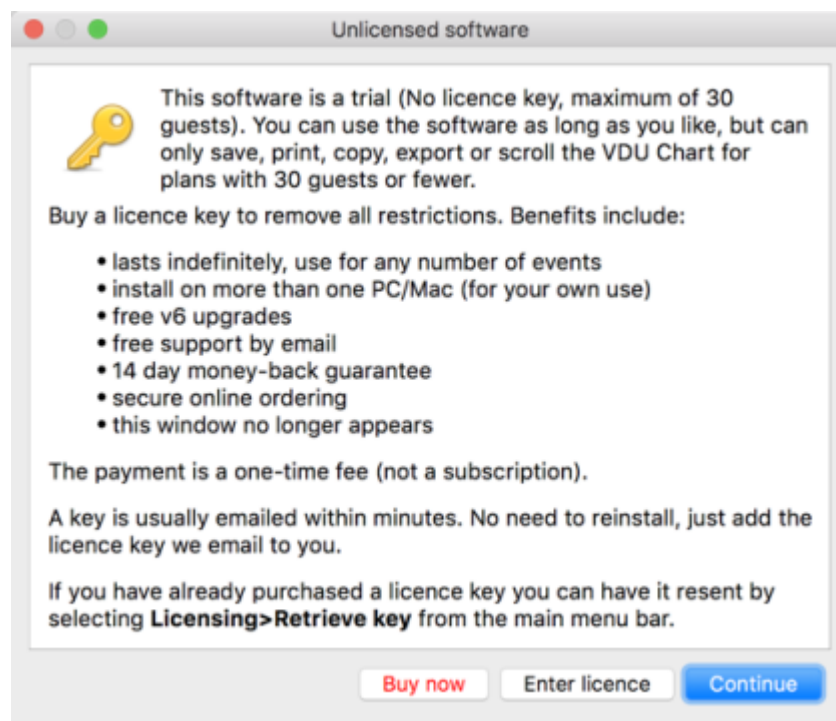 Unlicensed software
This software is a trial (No licence key, maximum of 30
guests). You can use the software as long as you like, but can
only save, print, copy, export or scroll the VDU Chart for
plans with 30 guests or fewer.
Buy a licence key to remove all restrictions. Benefits include:
• lasts indefinitely, use for any number of events
• install on more than one PC/Mac (for your own use)
• free v6 upgrades
• free support by email
• 14 day money-back guarantee
• secure online ordering
• this window no longer appears
The payment is a one-time fee (not a subscription).
A key is usually emailed within minutes. No need to reinstall, just add the
licence key we email to you.
If you have already purchased a licence key you can have it resent by
selecting Licensing>Retrieve key from the main menu bar.
Buy now Enter licence Continue